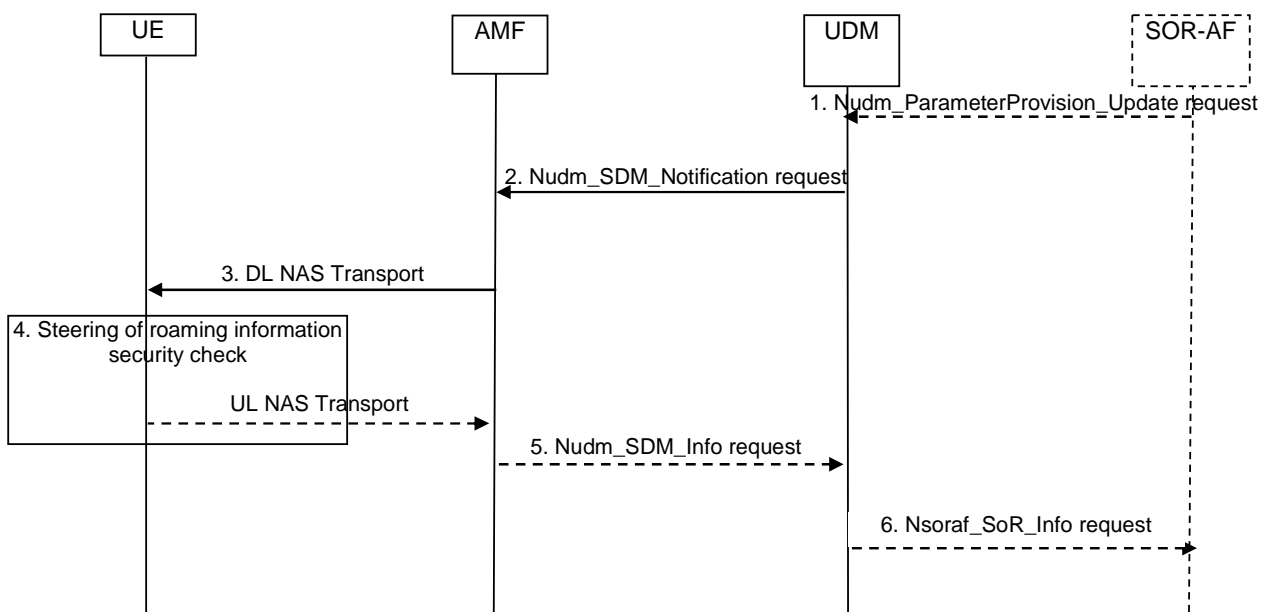 UE
AMF
UDM
SOR-AF
1. Nudm_ParameterProvision_Update request
2. Nudm_SDM_Notification request
3. DL NAS Transport
4. Steering of roaming information
security check
UL NAS Transport
5. Nudm_SDM_Info request
6. Nsoraf_SoR_Info request